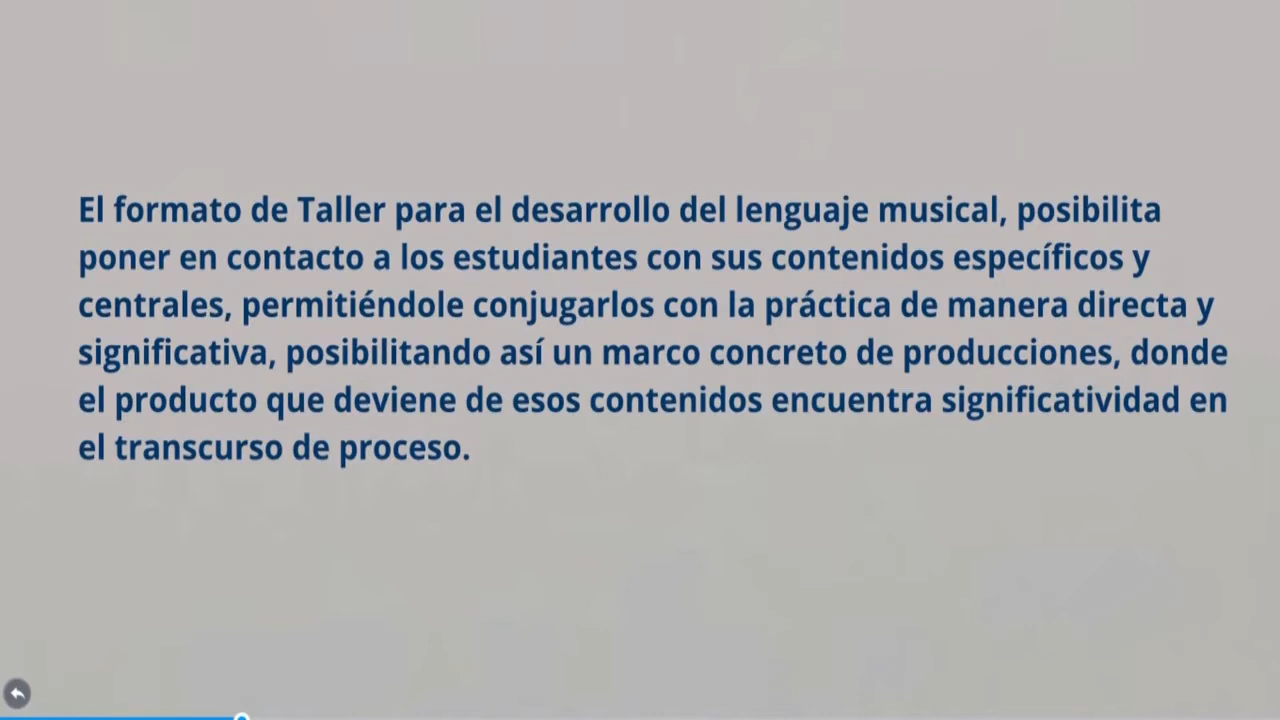 El formato de Taller para el desarrollo del lenguaje musical, posibilita
poner en contacto a los estudiantes con sus contenidos específicos y
centrales, permitiéndole conjugarlos con la práctica de manera directa y
significativa, posibilitando así un marco concreto de producciones, donde
el producto que deviene de esos contenidos encuentra significatividad en
el transcurso de proceso.